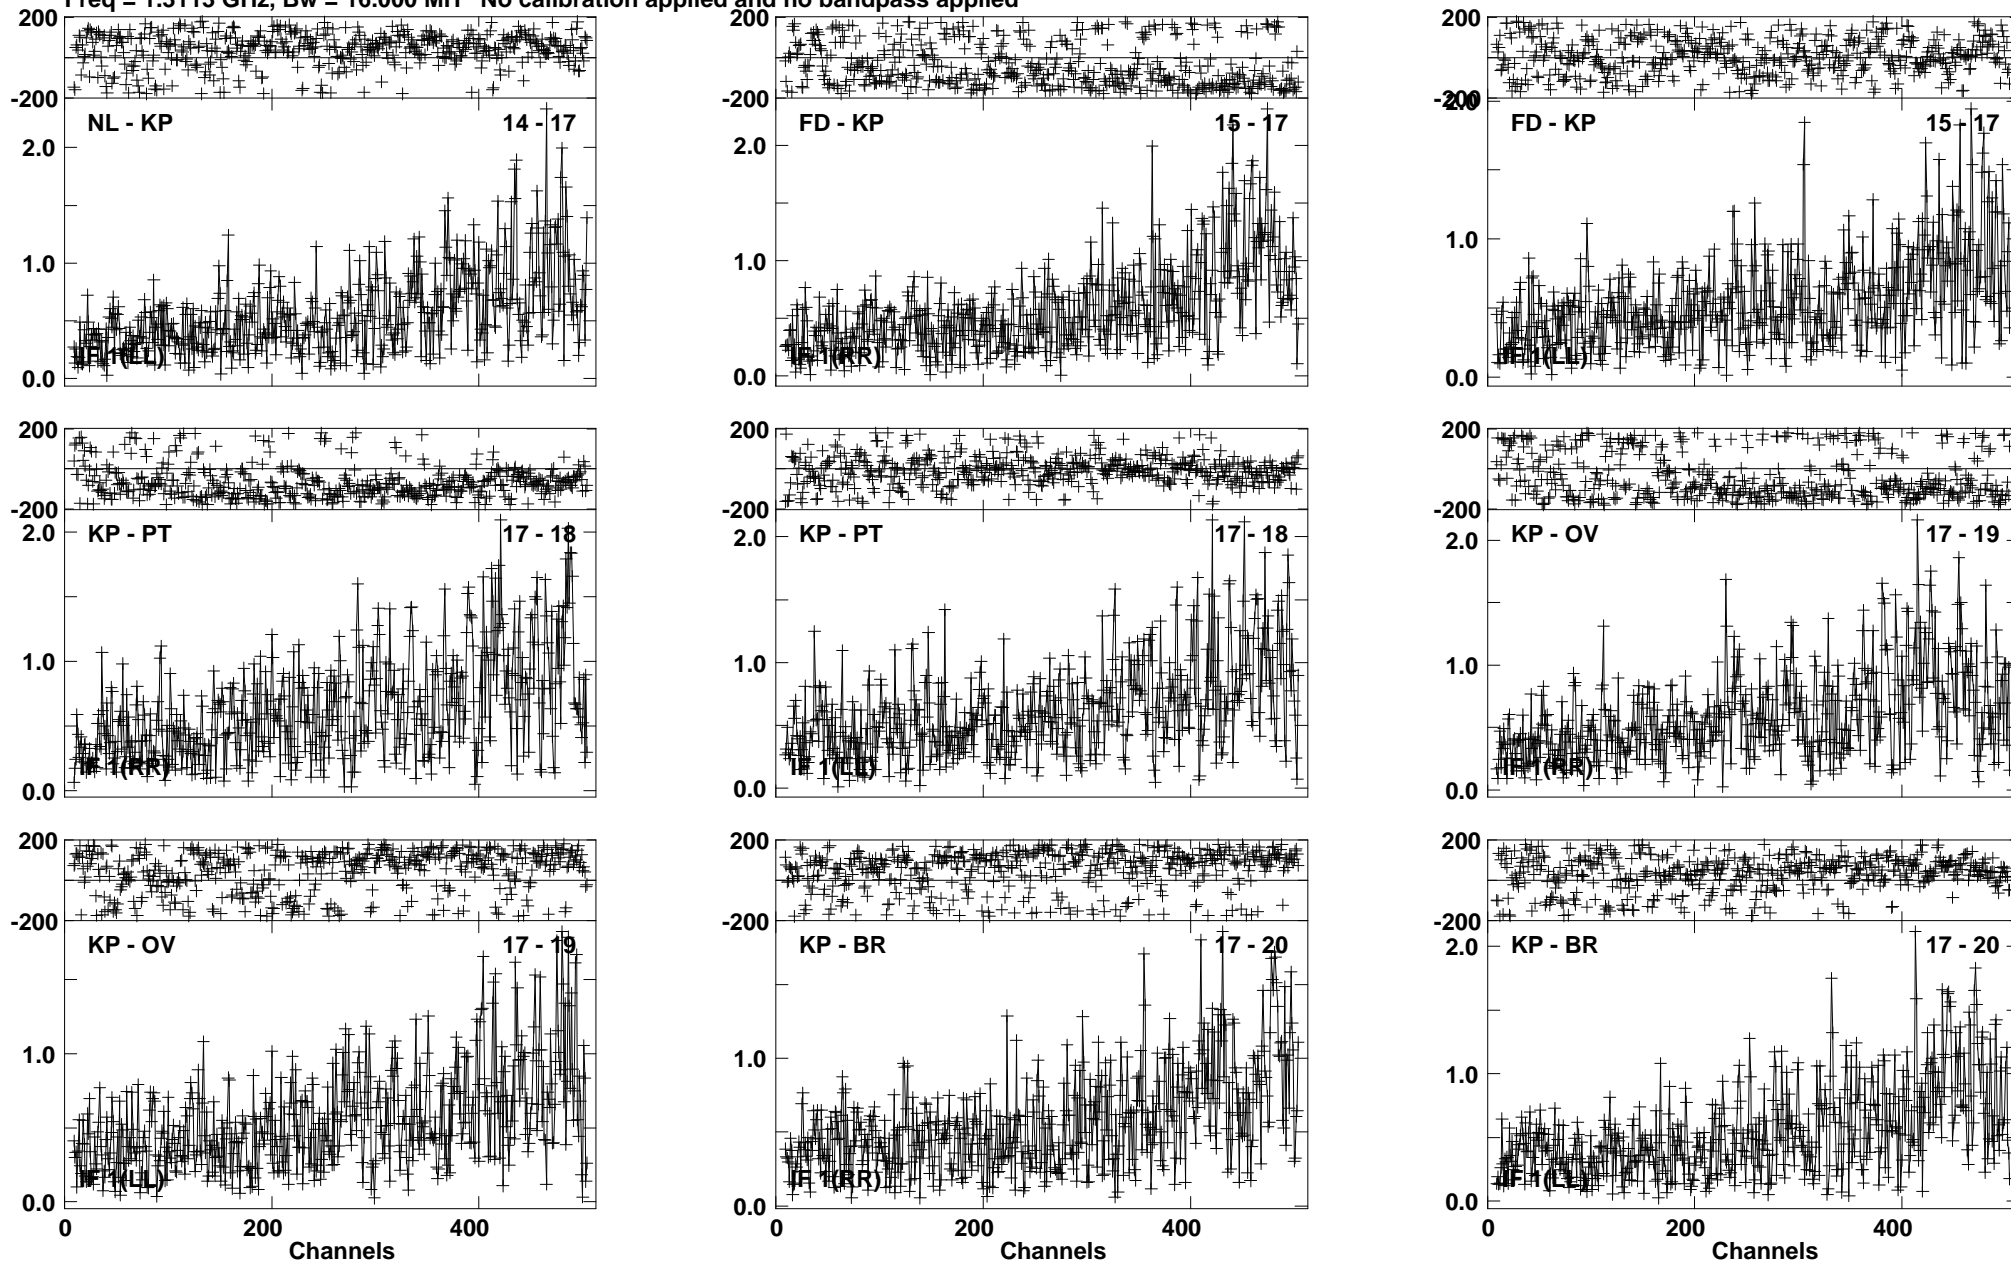 Freq = 1.3115 GHz, Bw = 16.000 MH No calibration applied and no bandpass applied
200 200 200
-200 -200 -200
NL - KP 14 - 17 FD - KP 15 - 17 FD - KP 15 - 17
2.0 2.0 2.0
1.0 1.0 1.0
IF 1(LL) IF 1(RR) IF 1(LL)
0.0 0.0 0.0
200 200 200
-200 -200 -200
KP - PT 17 - 18 KP - PT 17 - 18 KP - OV 17 - 19
2.0 2.0 2.0
1.0 1.0 1.0
IF 1(RR) IF 1(LL) IF 1(RR)
0.0 0.0 0.0
200 200 200
-200 -200 -200
KP - OV 17 - 19 KP - BR 17 - 20 KP - BR 17 - 20
2.0
1.0 1.0 1.0
IF 1(LL) IF 1(RR) IF 1(LL)
0.0 0.0 0.0
0 200 400 0 200 400 0 200 400
Channels Channels Channels